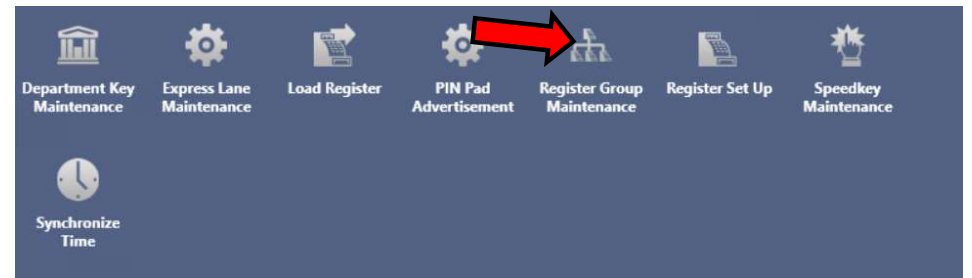 Department Key
Maintenance
Express Lane
Maintenance
Load Register
PIN Pad
Advertisement
Register Group
Maintenance
Register Set Up
Speedkey
Maintenance
Synchronize
Time